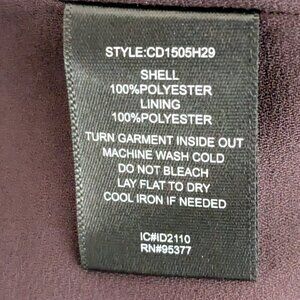 STYLE:CD1505H29
SHELL
100%POLYESTER
LINING
100%POLYESTER
TURN GARMENT INSIDE OUT
MACHINE WASH COLD
DO NOT BLEACH
LAY FLAT TO DRY
COOL IRON IF NEEDED
IC#ID2110
RN#95377